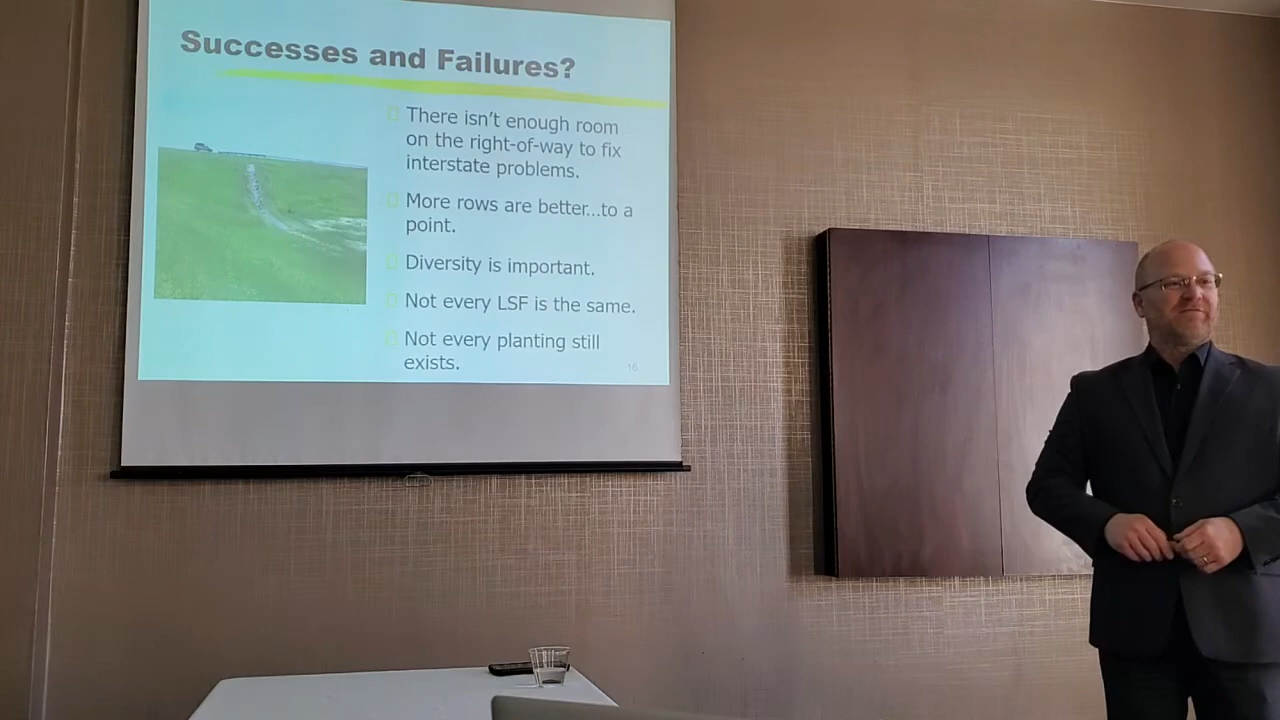 Successes and Failures?
There isn't enough room
on the right-of-way to fix
interstate problems.
More rows are better...to a
point.
Diversity is important.
Not every LSF is the same.
Not every planting still
exists.
16